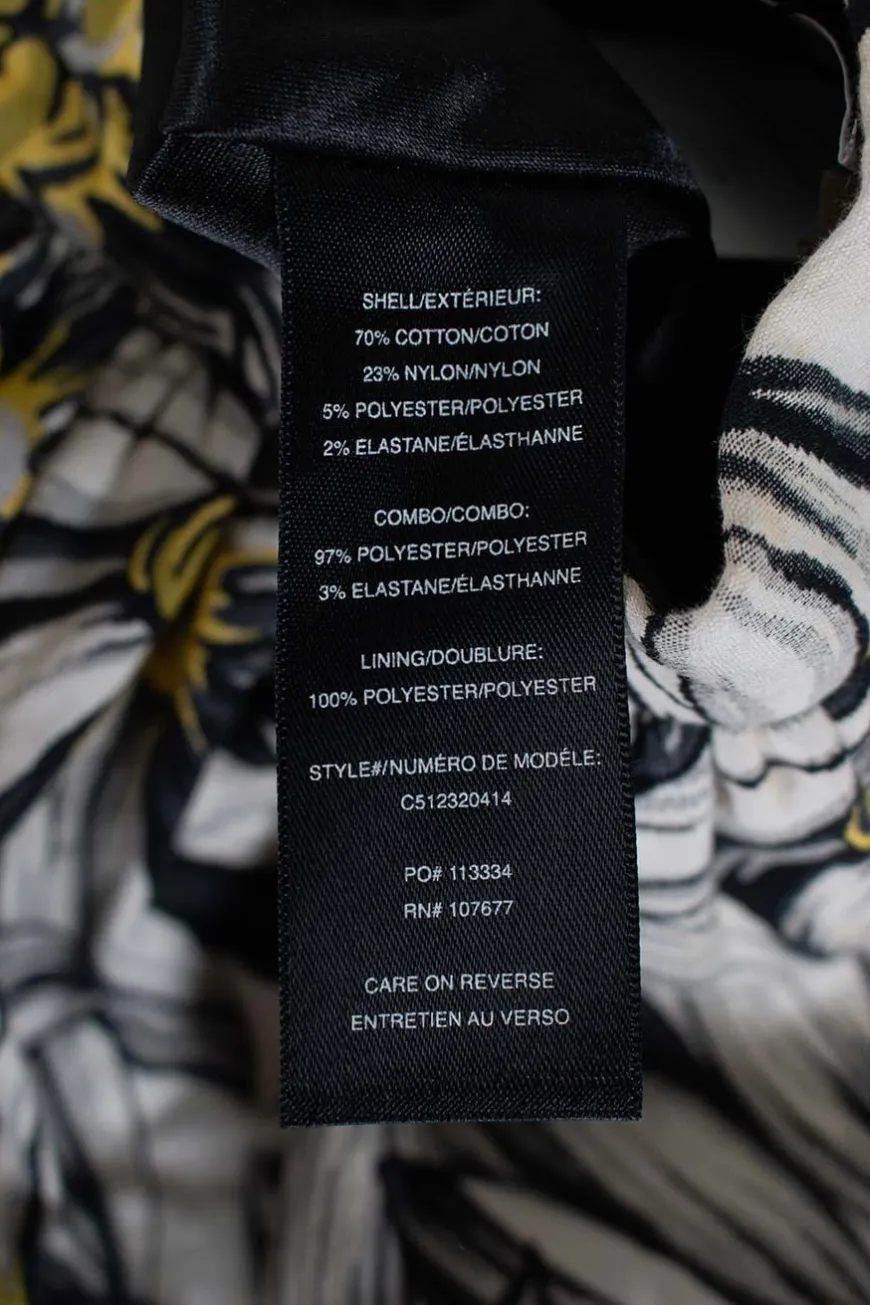 SHELL/EXTÉRIEUR:
70% COTTON/COTON
23% NYLON/NYLON
5% POLYESTER/POLYESTER
2% ELASTANE/ÉLASTHANNE
COMBO/COMBO:
97% POLYESTER/POLYESTER
3% ELASTANE/ÉLASTHANNE
LINING/DOUBLURE:
100% POLYESTER/POLYESTER
STYLE#/NUMÉRO DE MODÉLE:
C512320414
PO# 113334
RN# 107677
CARE ON REVERSE
ENTRETIEN AU VERSO